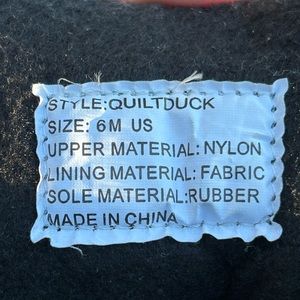 STYLE:QUILTDUCK
SIZE: 6M US
UPPER MATERIAL: NYLON
LINING MATERIAL: FABRIC
SOLE MATERIAL:RUBBER
MADE IN CHINA